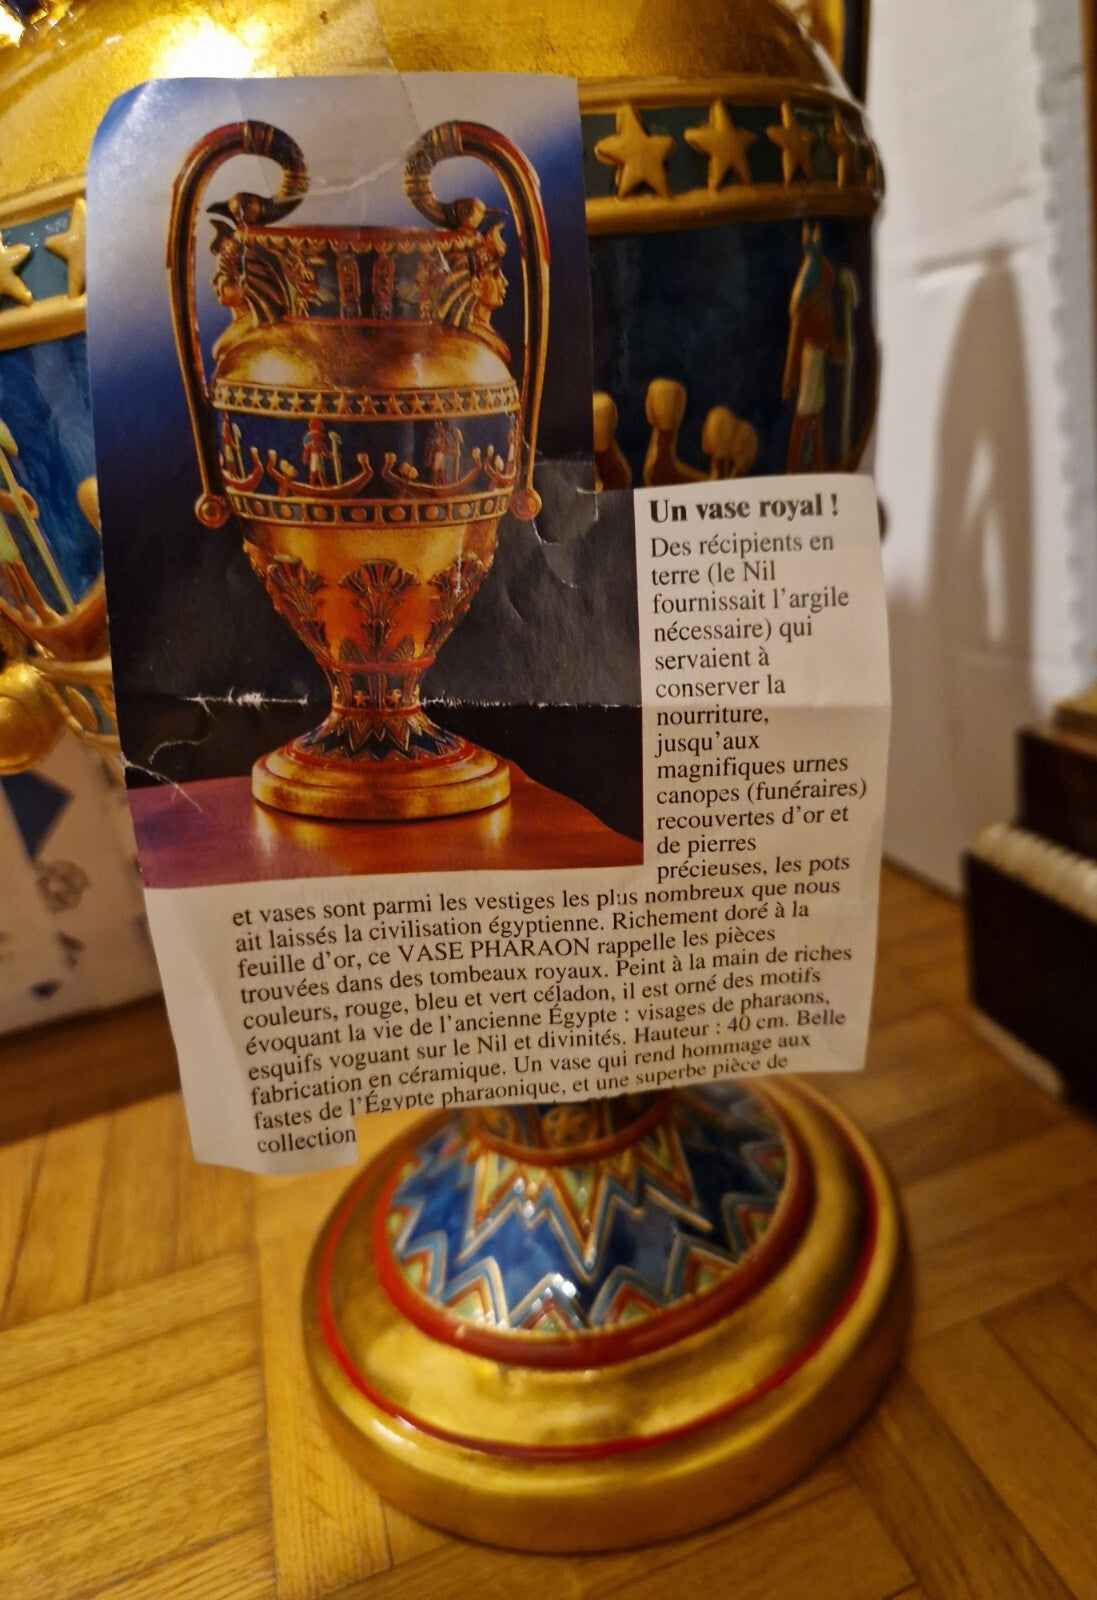 Un vase royal !
Des récipients en
terre (le Nil
fournissait l'argile
nécessaire) qui
servaient à
conserver la
nourriture,
jusqu'aux
magnifiques urnes
canopes (funéraires)
recouvertes d'or et
de pierres
précieuses, les pots
et vases sont parmi les vestiges les plus nombreux que nous
ait laissés la civilisation égyptienne. Richement doré à la
feuille d'or, ce VASE PHARAON rappelle les pièces
trouvées dans des tombeaux royaux. Peint à la main de riches
couleurs, rouge, bleu et vert céladon, il est orné des motifs
évoquant la vie de l'ancienne Égypte : visages de pharaons,
esquifs voguant sur le Nil et divinités. Hauteur : 40 cm. Belle
fabrication en céramique. Un vase qui rend hommage aux
fastes de l'Égypte pharaonique, et une superbe pièce de
collection